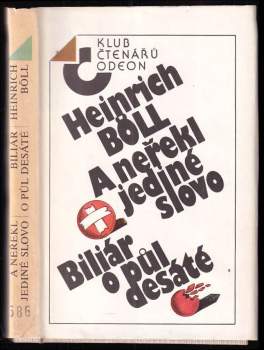 KLUB
ČTENÁŘŮ
ODEON
Heinrich
BÖLL
A neřekl
jediné
slovo
Biliár
o půl
desáté
HEINRICH
BÖLL
BILIÁR
O PŮL DESÁTÉ
A NEŘEKL
JEDINÉ SLOVO
586